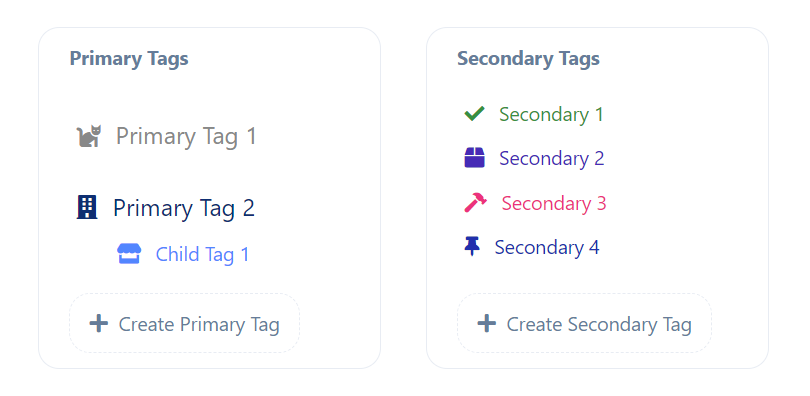 Primary Tags
Primary Tag 1
Primary Tag 2
Child Tag 1
Create Primary Tag
Secondary Tags
Secondary 1
Secondary 2
Secondary 3
Secondary 4
Create Secondary Tag